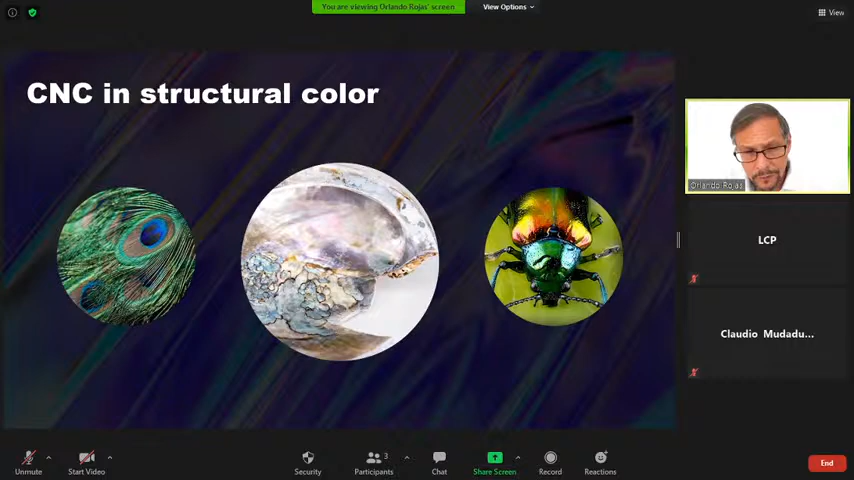 You are viewing Orlando Rojas' screen
View Options
View
CNC in structural color
Orlando Rojas
LCP
Claudio Mudadu...
Unmute
Start Video
Security
Participants
3
Chat
Share Screen
Record
Reactions
End